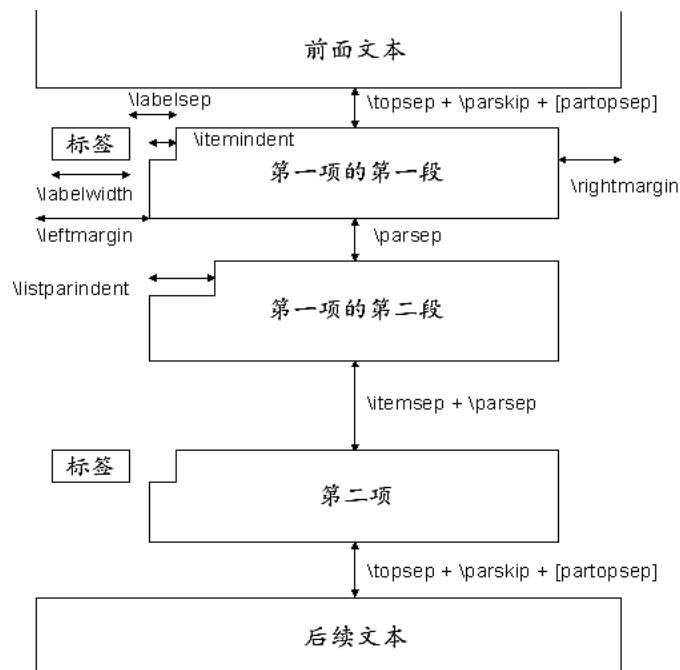 前面文本
\labelsep
\topsep + \parskip + [partopsep]
标签
\itemindent
第一项的第一段
\labelwidth
\rightmargin
\leftmargin
\parsep
\listparindent
第一项的第二段
\itemsep + \parsep
标签
第二项
\topsep + \parskip + [partopsep]
后续文本